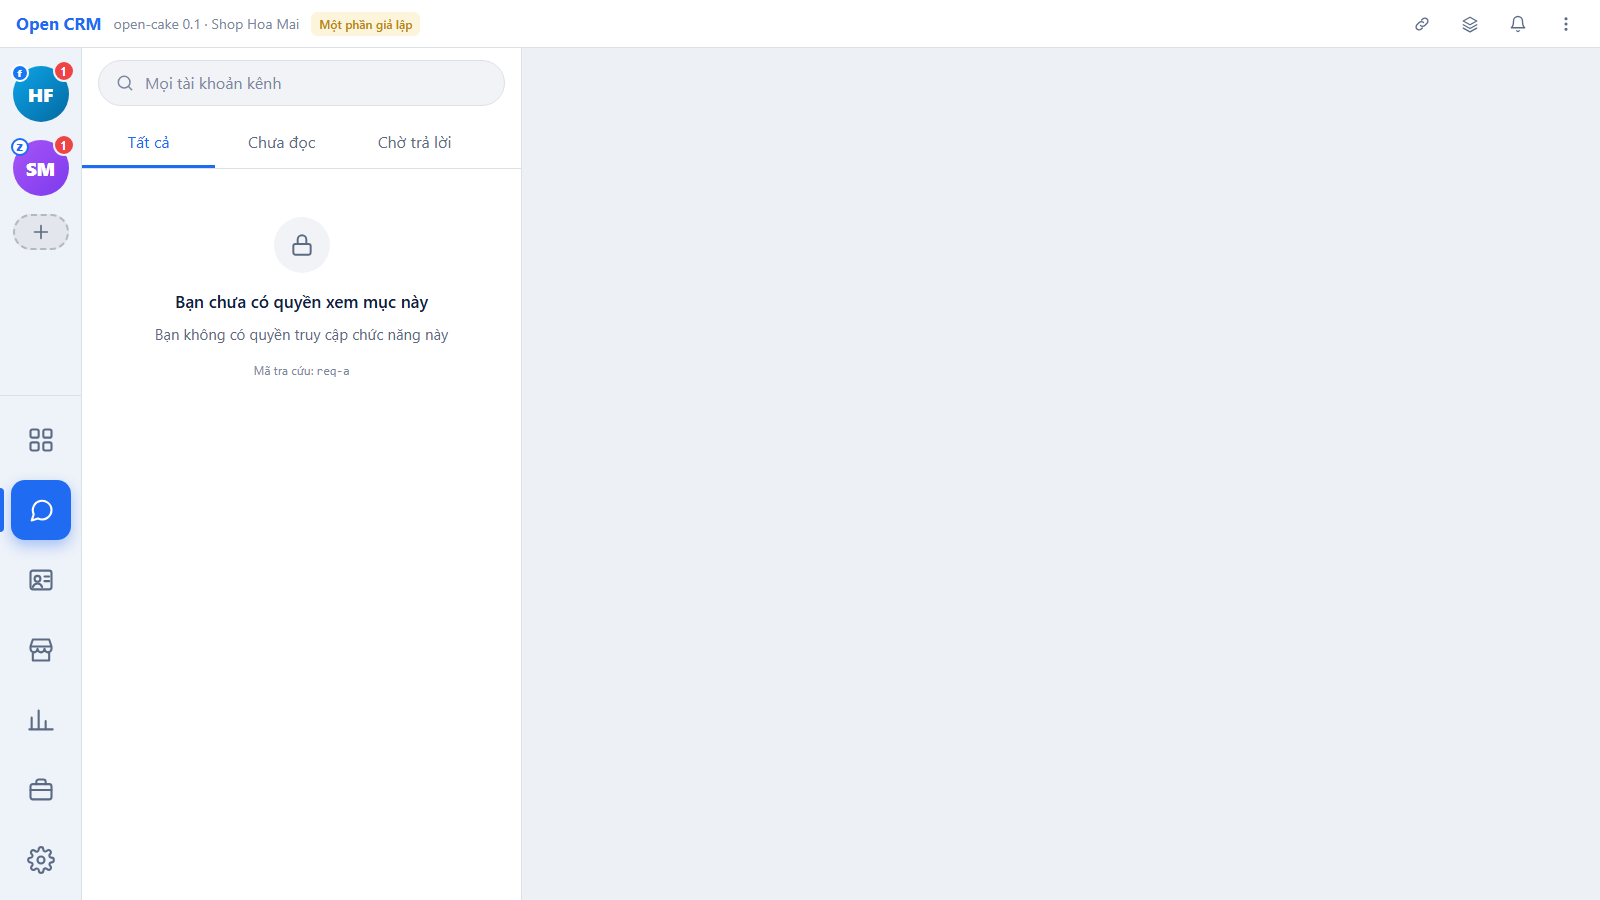 Open CRM open-cake 0.1 · Shop Hoa Mai Một phần giả lập
f 1
HF
z 1
SM
Mọi tài khoản kênh
Tất cả Chưa đọc Chờ trả lời
Bạn chưa có quyền xem mục này
Bạn không có quyền truy cập chức năng này
Mã tra cứu: req-a